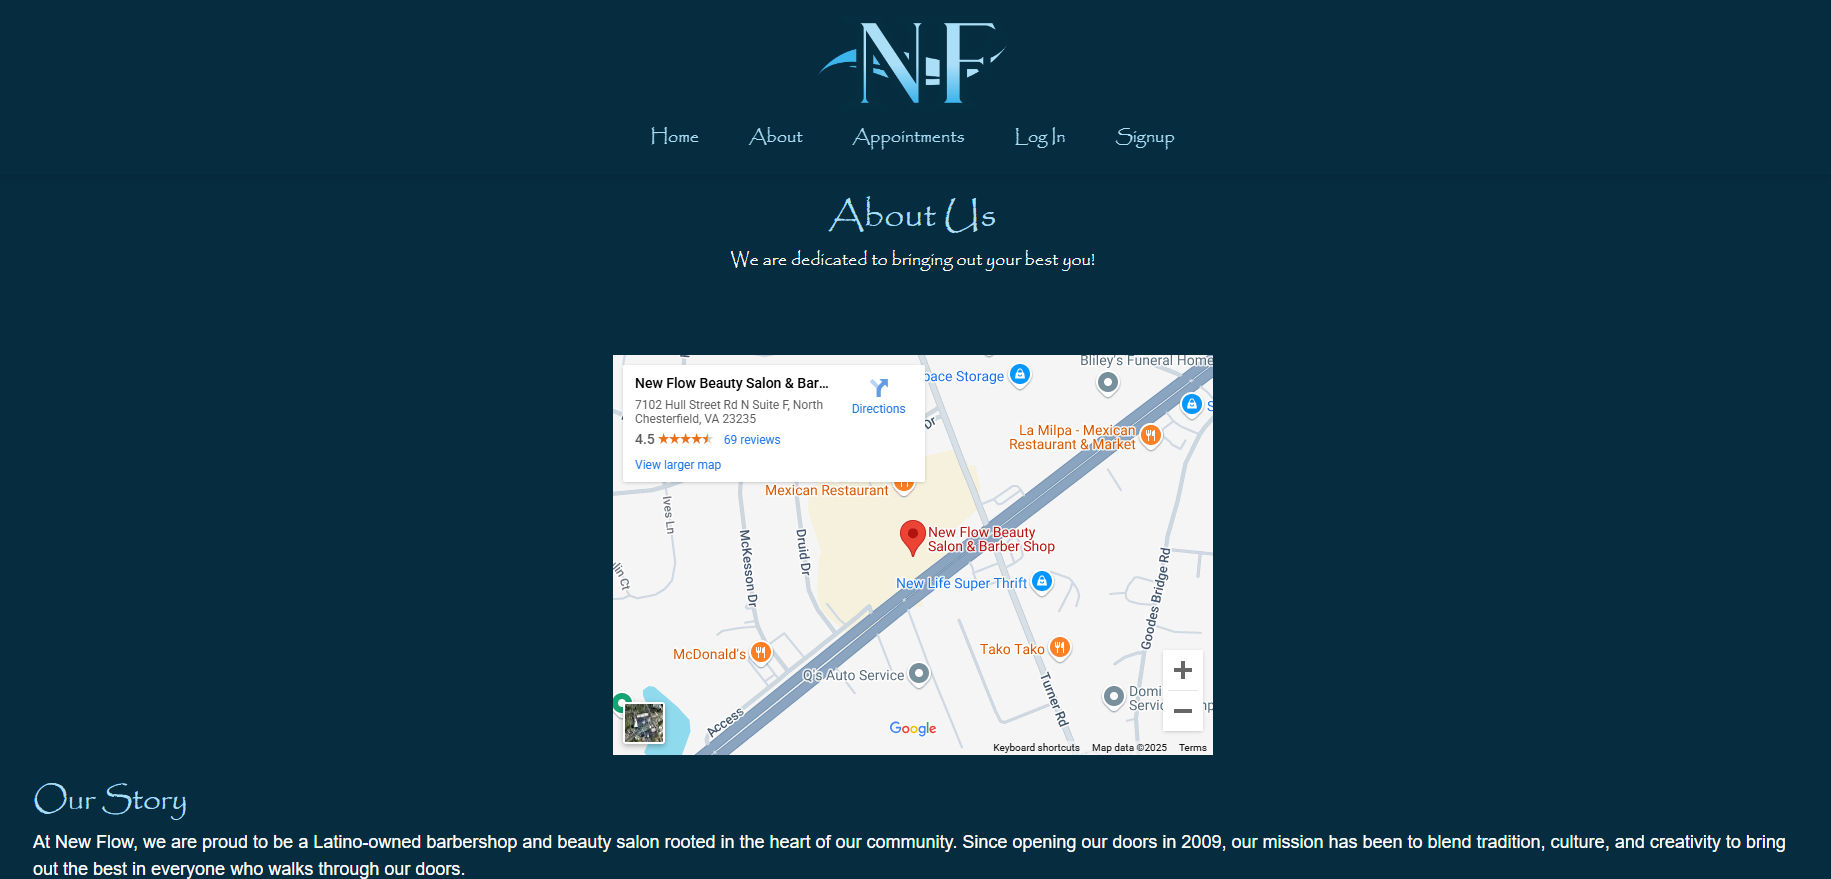 NF
Home About Appointments Log In Signup
About Us
We are dedicated to bringing out your best you!
New Flow Beauty Salon & Bar...
7102 Hull Street Rd N Suite F, North
Chesterfield, VA 23235
4.5 69 reviews
View larger map
Directions
pace Storage
Bliley's Funeral Home
S
Dr
La Milpa - Mexican
Restaurant & Market
Mexican Restaurant
Ives Ln
McKesson Dr
Druid Dr
New Flow Beauty
Salon & Barber Shop
New Life Super Thrift
lin Ct
Goodes Bridge Rd
McDonald's
Tako Tako
Q's Auto Service
Turner Rd
Domi
Servic
mp
Access
Google
Keyboard shortcuts Map data ©2025 Terms
Our Story
At New Flow, we are proud to be a Latino-owned barbershop and beauty salon rooted in the heart of our community. Since opening our doors in 2009, our mission has been to blend tradition, culture, and creativity to bring
out the best in everyone who walks through our doors.